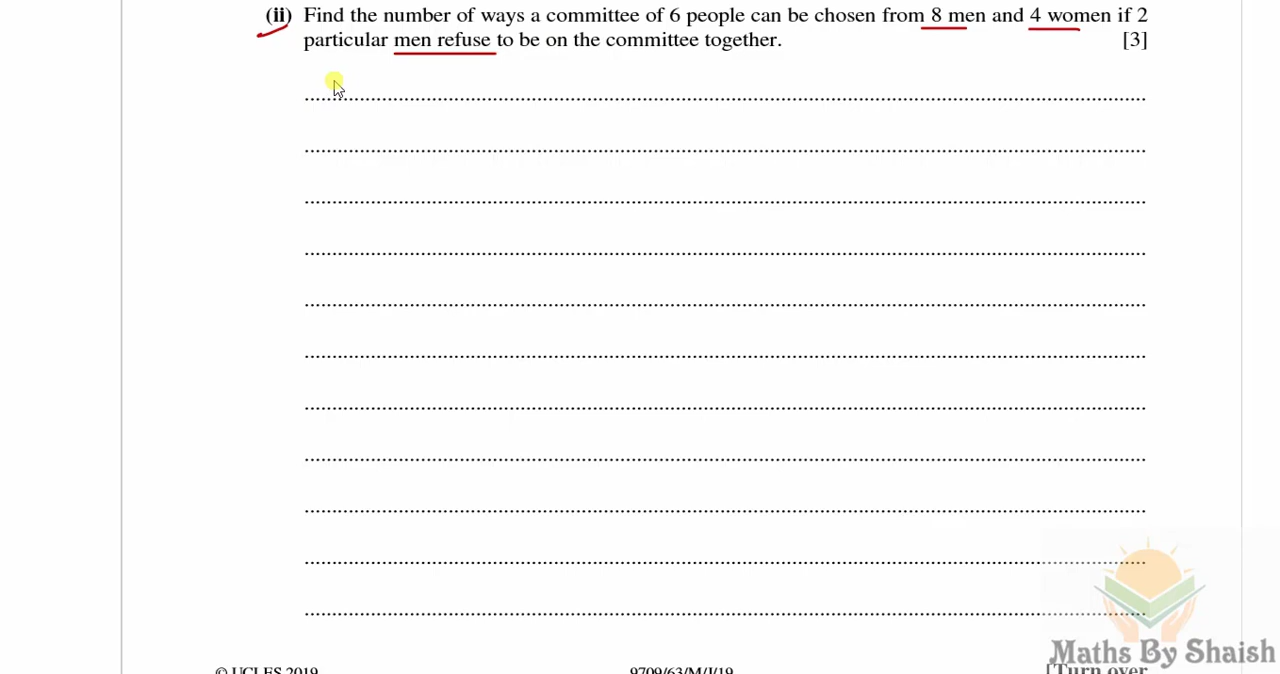 (ii) Find the number of ways a committee of 6 people can be chosen from 8 men and 4 women if 2
particular men refuse to be on the committee together. [3]
© UCLES 2019 9709/63/M/J/19 [Turn over
Maths By Shaish